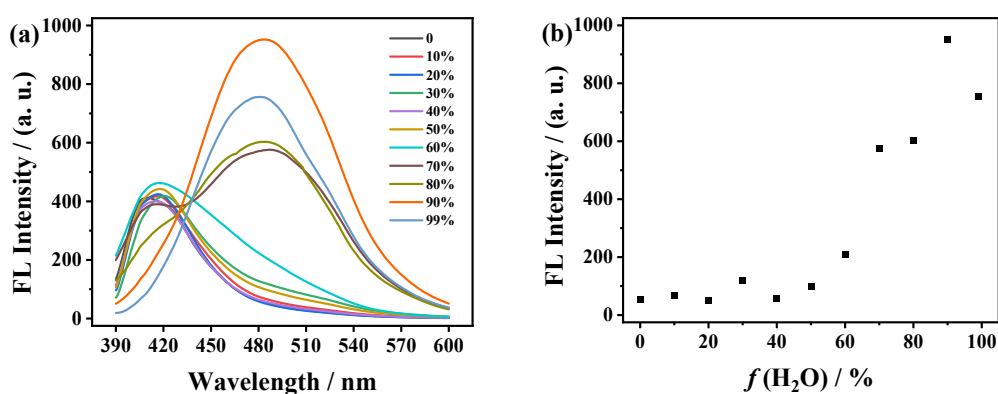 (a)
FL Intensity / (a. u.)
1000
800
600
400
200
0
390 420 450 480 510 540 570 600
Wavelength / nm
0
10%
20%
30%
40%
50%
60%
70%
80%
90%
99%
(b)
FL Intensity / (a. u.)
1000
800
600
400
200
0
0 20 40 60 80 100
f (H₂O) / %